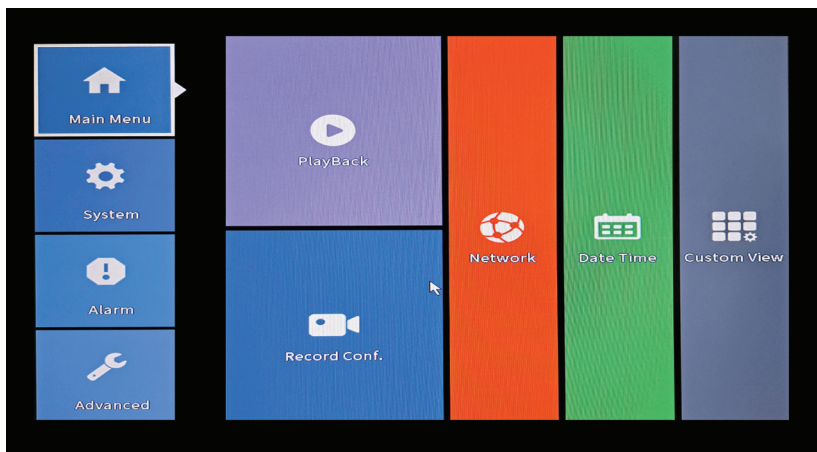 Main Menu
System
Alarm
Advanced
PlayBack
Record Conf.
Network
Date Time
Custom View